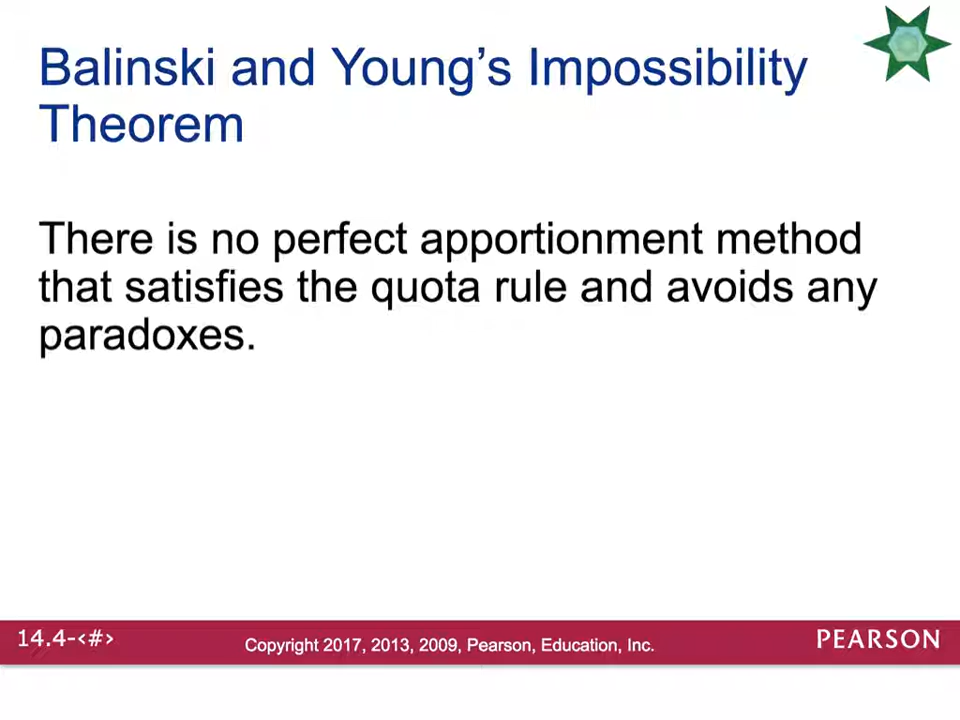 Balinski and Young’s Impossibility
Theorem
There is no perfect apportionment method
that satisfies the quota rule and avoids any
paradoxes.
14.4-<#>
Copyright 2017, 2013, 2009, Pearson, Education, Inc.
PEARSON